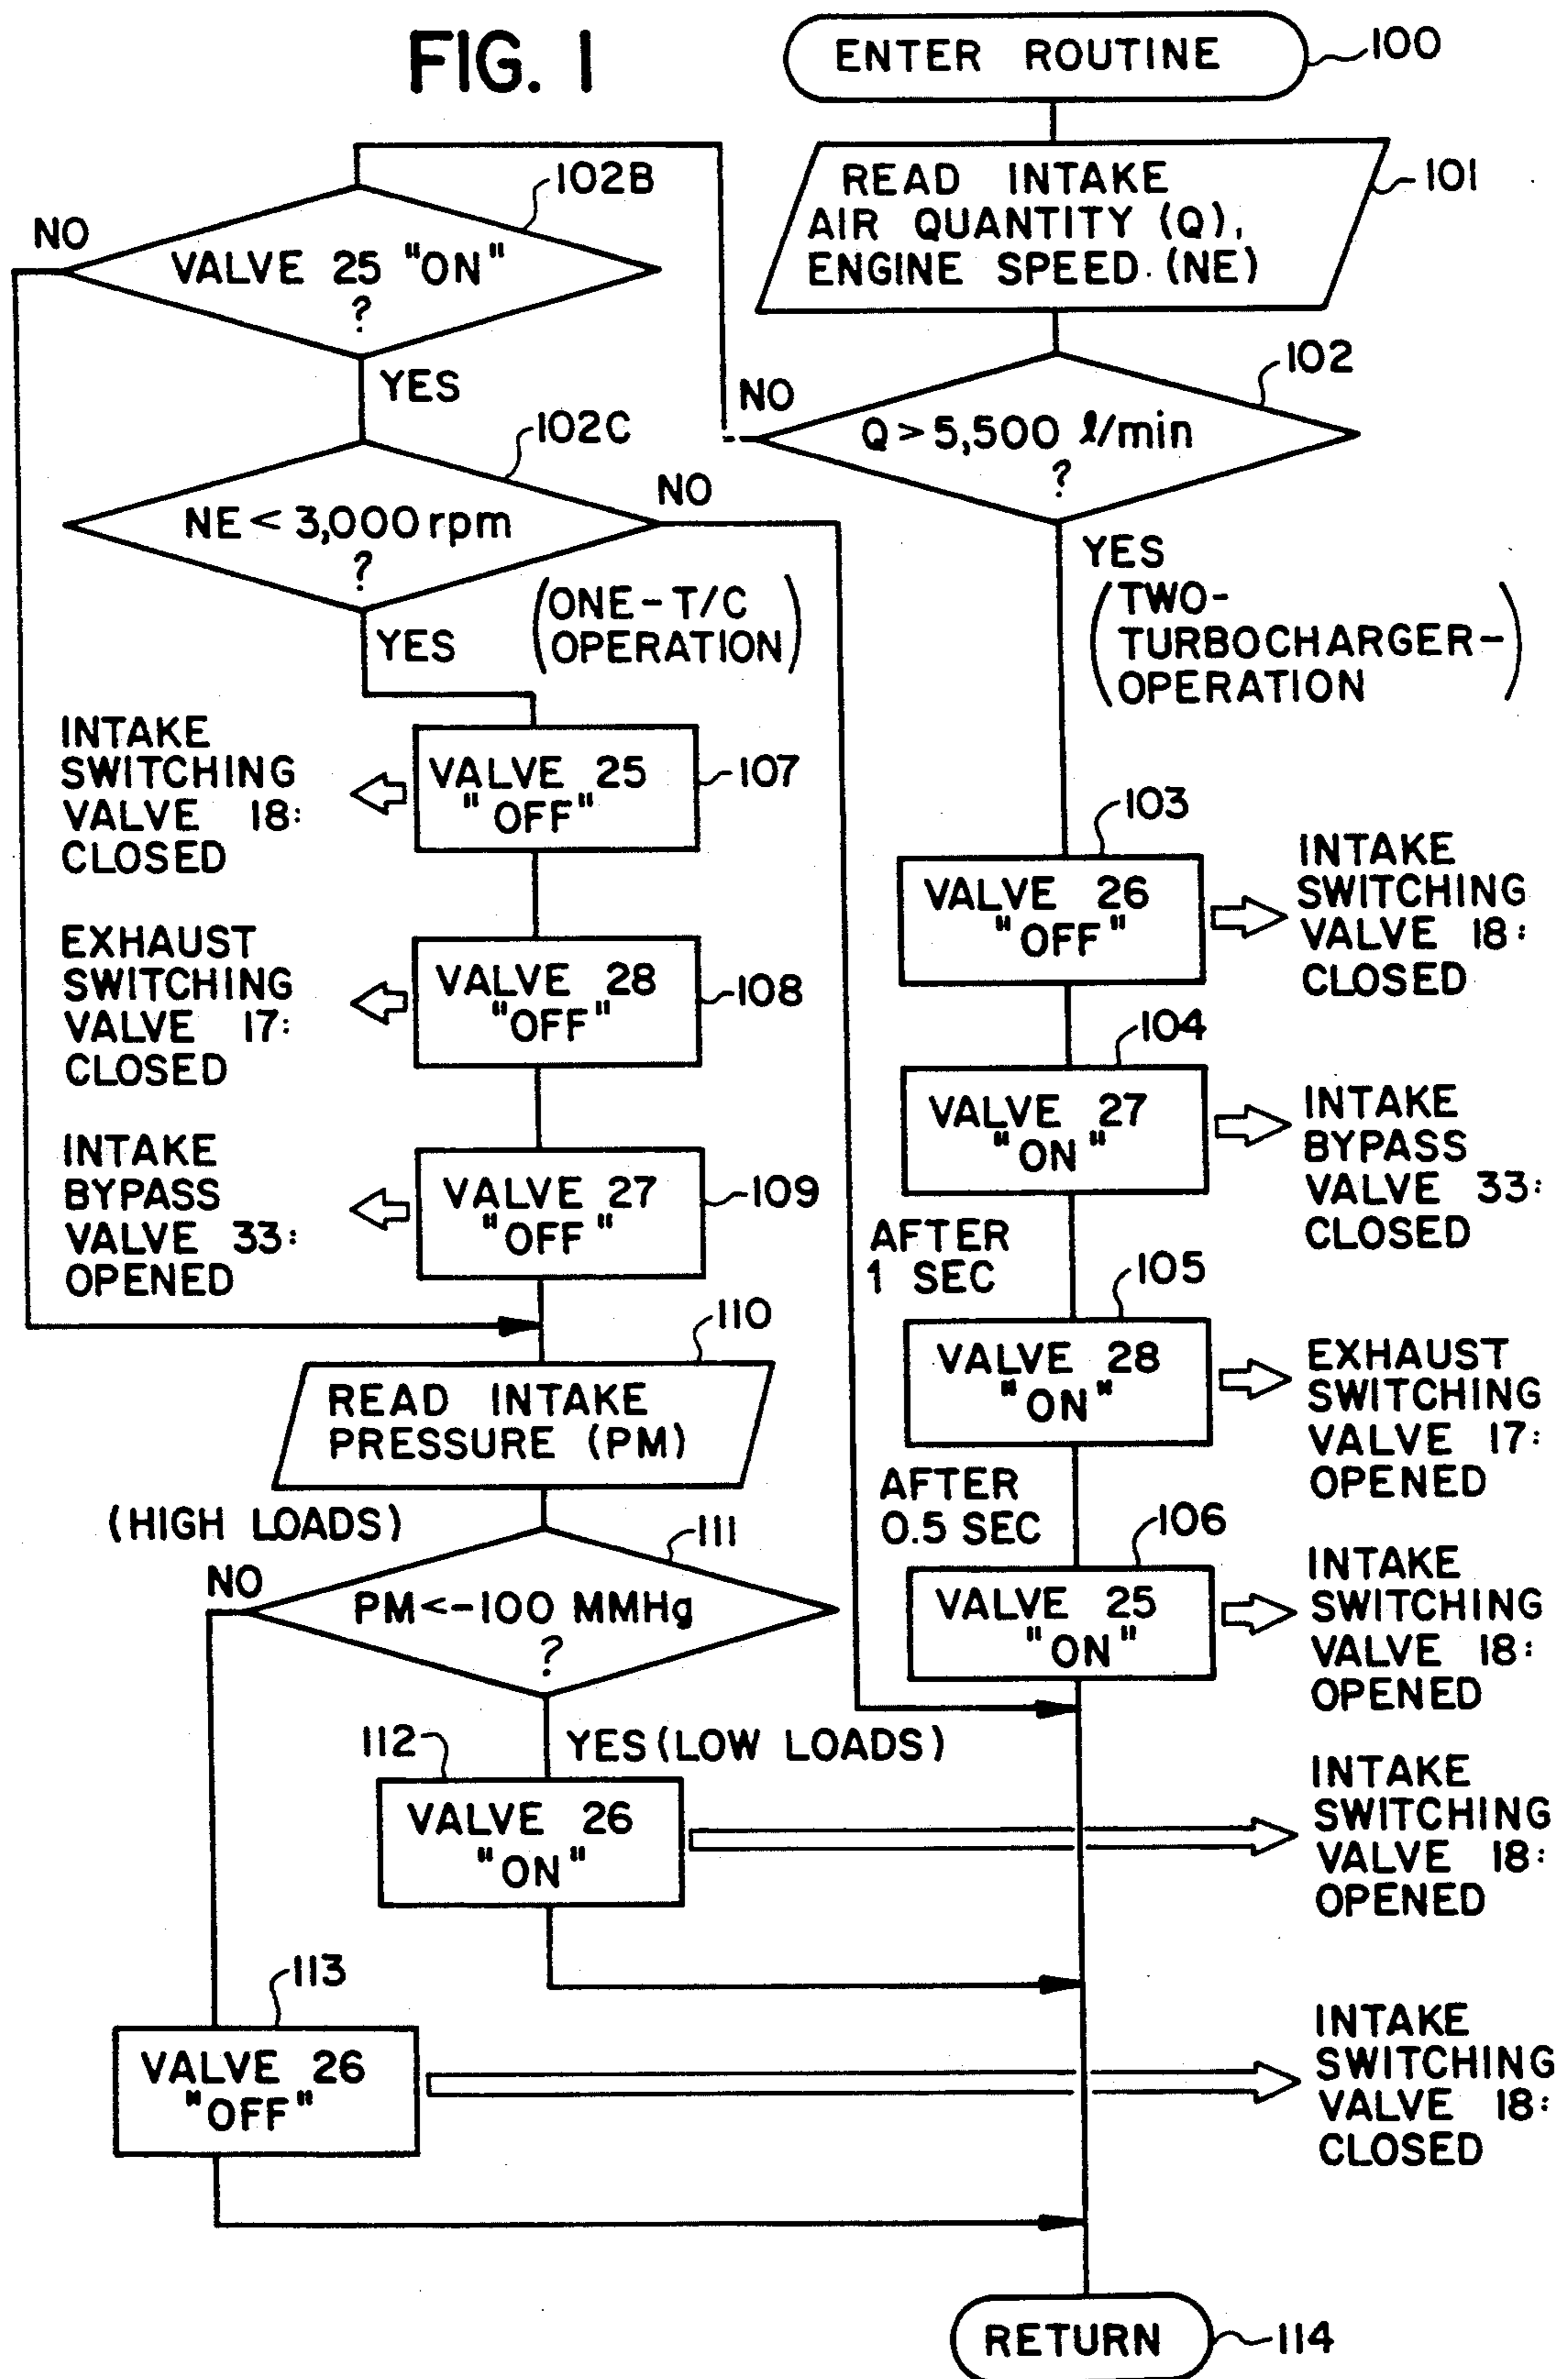 FIG. 1
ENTER ROUTINE
100
READ INTAKE
AIR QUANTITY (Q),
ENGINE SPEED (NE)
101
102
Q > 5,500 l/min
?
NO
YES
(TWO-
TURBOCHARGER-
OPERATION)
102B
NO
VALVE 25 "ON"
?
YES
102C
NE < 3,000 rpm
?
NO
YES
(ONE-T/C
OPERATION)
VALVE 25
"OFF"
107
INTAKE
SWITCHING
VALVE 18:
CLOSED
VALVE 28
"OFF"
108
EXHAUST
SWITCHING
VALVE 17:
CLOSED
VALVE 27
"OFF"
109
INTAKE
BYPASS
VALVE 33:
OPENED
103
VALVE 26
"OFF"
INTAKE
SWITCHING
VALVE 18:
CLOSED
104
VALVE 27
"ON"
INTAKE
BYPASS
VALVE 33:
CLOSED
AFTER
1 SEC
105
VALVE 28
"ON"
EXHAUST
SWITCHING
VALVE 17:
OPENED
AFTER
0.5 SEC
106
VALVE 25
"ON"
INTAKE
SWITCHING
VALVE 18:
OPENED
110
READ INTAKE
PRESSURE (PM)
(HIGH LOADS)
111
NO
PM<-100 MMHg
?
YES (LOW LOADS)
112
VALVE 26
"ON"
INTAKE
SWITCHING
VALVE 18:
OPENED
113
VALVE 26
"OFF"
INTAKE
SWITCHING
VALVE 18:
CLOSED
RETURN
114